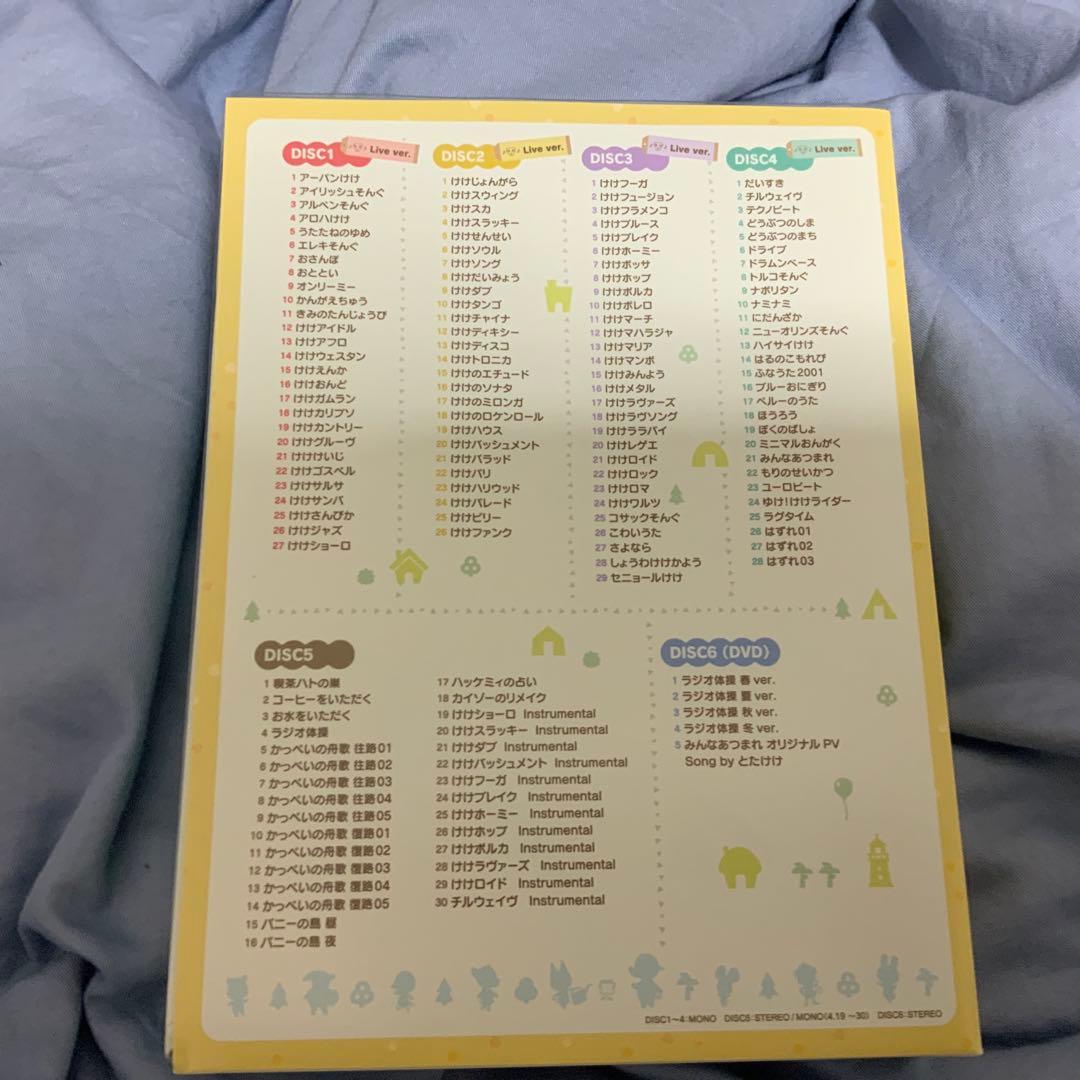 DISC1 Live ver.
1 アーバンけけ
2 アイリッシュそんぐ
3 アルペンそんぐ
4 アロハけけ
5 うたたねのゆめ
6 エレキそんぐ
7 おさんぽ
8 おととい
9 オンリーミー
10 かんがえちゅう
11 きみのたんじょうび
12 けけアイドル
13 けけアフロ
14 けけウェスタン
15 けけえんか
16 けけおんど
17 けけガムラン
18 けけカリプソ
19 けけカントリー
20 けけグルーヴ
21 けけけいじ
22 けけゴスペル
23 けけサルサ
24 けけサンバ
25 けけさんびか
26 けけジャズ
27 けけショーロ
DISC2 Live ver.
1 けけじょんがら
2 けけスウィング
3 けけスカ
4 けけスラッキー
5 けけせんせい
6 けけソウル
7 けけソング
8 けけだいみょう
9 けけダブ
10 けけタンゴ
11 けけチャイナ
12 けけディキシー
13 けけディスコ
14 けけトロニカ
15 けけのエチュード
16 けけのソナタ
17 けけのミロンガ
18 けけのロケンロール
19 けけハウス
20 けけバッシュメント
21 けけバラッド
22 けけパリ
23 けけハリウッド
24 けけパレード
25 けけビリー
26 けけファンク
DISC3 Live ver.
1 けけフーガ
2 けけフュージョン
3 けけフラメンコ
4 けけブルース
5 けけブレイク
6 けけホーミー
7 けけボッサ
8 けけホップ
9 けけポルカ
10 けけボレロ
11 けけマーチ
12 けけマハラジャ
13 けけマリア
14 けけマンボ
15 けけみんよう
16 けけメタル
17 けけラヴァーズ
18 けけラヴソング
19 けけララバイ
20 けけレゲエ
21 けけロイド
22 けけロック
23 けけロマ
24 けけワルツ
25 コサックそんぐ
26 こわいうた
27 さよなら
28 しょうわけけかよう
29 セニョールけけ
DISC4 Live ver.
1 だいすき
2 チルウェイヴ
3 テクノビート
4 どうぶつのしま
5 どうぶつのまち
6 ドライブ
7 ドラムンベース
8 トルコそんぐ
9 ナポリタン
10 ナミナミ
11 にだんざか
12 ニューオリンズそんぐ
13 ハイサイけけ
14 はるのこもれび
15 ふなうた2001
16 ブルーおにぎり
17 ペルーのうた
18 ほうろう
19 ぼくのばしょ
20 ミニマルおんがく
21 みんなあつまれ
22 もりのせいかつ
23 ユーロビート
24 ゆけ!けけライダー
25 ラグタイム
26 はずれ01
27 はずれ02
28 はずれ03
DISC5
1 喫茶ハトの巣
2 コーヒーをいただく
3 お水をいただく
4 ラジオ体操
5 かっぺいの舟歌 往路01
6 かっぺいの舟歌 往路02
7 かっぺいの舟歌 往路03
8 かっぺいの舟歌 往路04
9 かっぺいの舟歌 往路05
10 かっぺいの舟歌 復路01
11 かっぺいの舟歌 復路02
12 かっぺいの舟歌 復路03
13 かっぺいの舟歌 復路04
14 かっぺいの舟歌 復路05
15 パニーの島 昼
16 パニーの島 夜
17 ハッケミィの占い
18 カイゾーのリメイク
19 けけショーロ Instrumental
20 けけスラッキー Instrumental
21 けけダブ Instrumental
22 けけバッシュメント Instrumental
23 けけフーガ Instrumental
24 けけブレイク Instrumental
25 けけホーミー Instrumental
26 けけホップ Instrumental
27 けけポルカ Instrumental
28 けけラヴァーズ Instrumental
29 けけロイド Instrumental
30 チルウェイヴ Instrumental
DISC6 (DVD)
1 ラジオ体操 春 ver.
2 ラジオ体操 夏 ver.
3 ラジオ体操 秋 ver.
4 ラジオ体操 冬 ver.
5 みんなあつまれ オリジナル PV
Song by とたけけ
DISC1〜4:MONO DISC5:STEREO / MONO(4.19 〜30) DISC6:STEREO